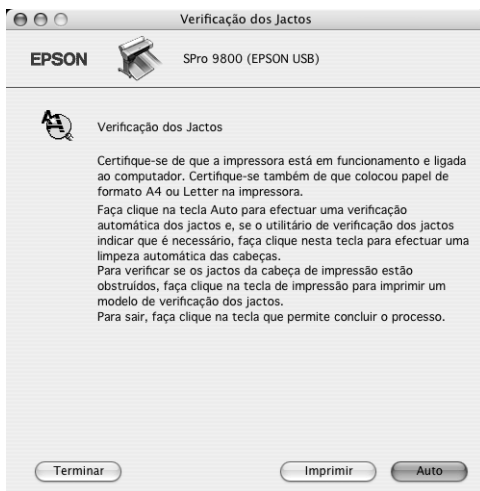 Verificação dos Jactos
EPSON
SPro 9800 (EPSON USB)
Verificação dos Jactos
Certifique-se de que a impressora está em funcionamento e ligada
ao computador. Certifique-se também de que colocou papel de
formato A4 ou Letter na impressora.
Faça clique na tecla Auto para efectuar uma verificação
automática dos jactos e, se o utilitário de verificação dos jactos
indicar que é necessário, faça clique nesta tecla para efectuar uma
limpeza automática das cabeças.
Para verificar se os jactos da cabeça de impressão estão
obstruídos, faça clique na tecla de impressão para imprimir um
modelo de verificação dos jactos.
Para sair, faça clique na tecla que permite concluir o processo.
Terminar
Imprimir
Auto